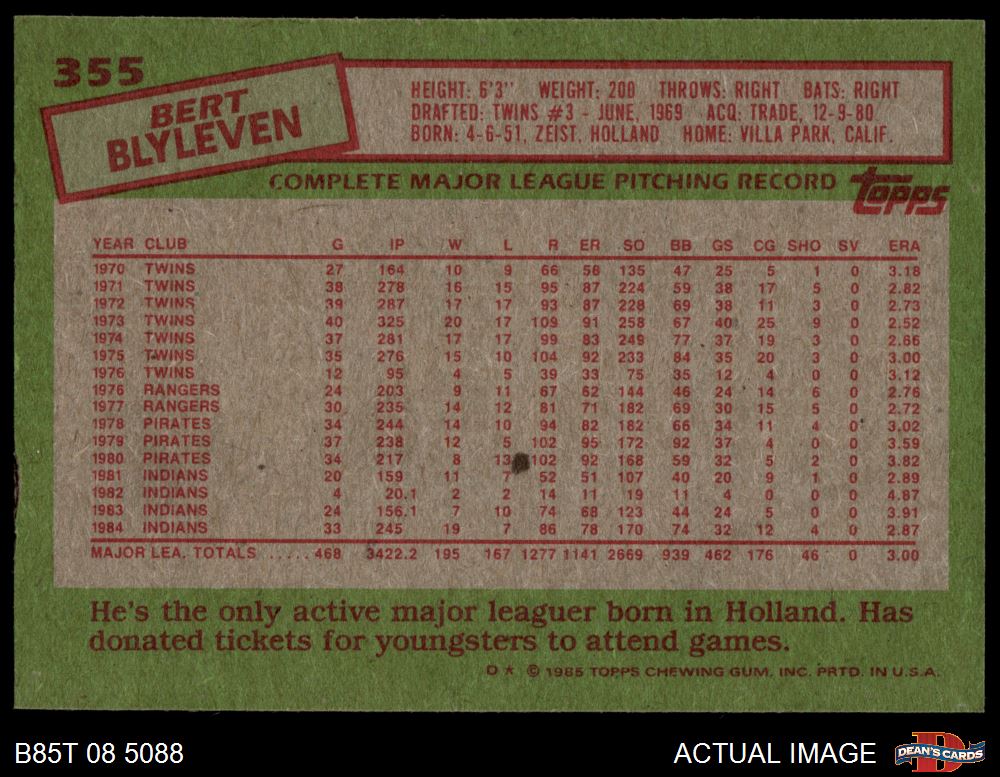 355
BERT
BLYLEVEN
HEIGHT: 6'3" WEIGHT: 200 THROWS: RIGHT BATS: RIGHT
DRAFTED: TWINS #3 - JUNE, 1969 ACQ: TRADE, 12-9-80
BORN: 4-6-51, ZEIST, HOLLAND HOME: VILLA PARK, CALIF.
COMPLETE MAJOR LEAGUE PITCHING RECORD
topps
YEAR CLUB G IP W L R ER SO BB GS CG SHO SV ERA
1970 TWINS 27 164 10 9 66 58 135 47 25 5 1 0 3.18
1971 TWINS 38 278 16 15 95 87 224 59 38 17 5 0 2.82
1972 TWINS 39 287 17 17 93 87 228 69 38 11 3 0 2.73
1973 TWINS 40 325 20 17 109 91 258 67 40 25 9 0 2.52
1974 TWINS 37 281 17 17 99 83 249 77 37 19 3 0 2.66
1975 TWINS 35 276 15 10 104 92 233 84 35 20 3 0 3.00
1976 TWINS 12 95 4 5 39 33 75 35 12 4 0 0 3.12
1976 RANGERS 24 203 9 11 67 62 144 46 24 14 6 0 2.76
1977 RANGERS 30 235 14 12 81 71 182 69 30 15 5 0 2.72
1978 PIRATES 34 244 14 10 94 82 182 66 34 11 4 0 3.02
1979 PIRATES 37 238 12 5 102 95 172 92 37 4 0 0 3.59
1980 PIRATES 34 217 8 13 102 92 168 59 32 5 2 0 3.82
1981 INDIANS 20 159 11 7 52 51 107 40 20 9 1 0 2.89
1982 INDIANS 4 20.1 2 2 14 11 19 11 4 0 0 0 4.87
1983 INDIANS 24 156.1 7 10 74 68 123 44 24 5 0 0 3.91
1984 INDIANS 33 245 19 7 86 78 170 74 32 12 4 0 2.87
MAJOR LEA. TOTALS ..... 468 3422.2 195 167 1277 1141 2669 939 462 176 46 0 3.00
He's the only active major leaguer born in Holland. Has
donated tickets for youngsters to attend games.
D ★ © 1985 TOPPS CHEWING GUM, INC. PRTD. IN U.S.A.
B85T 08 5088
ACTUAL IMAGE
D
DEAN'S CARDS